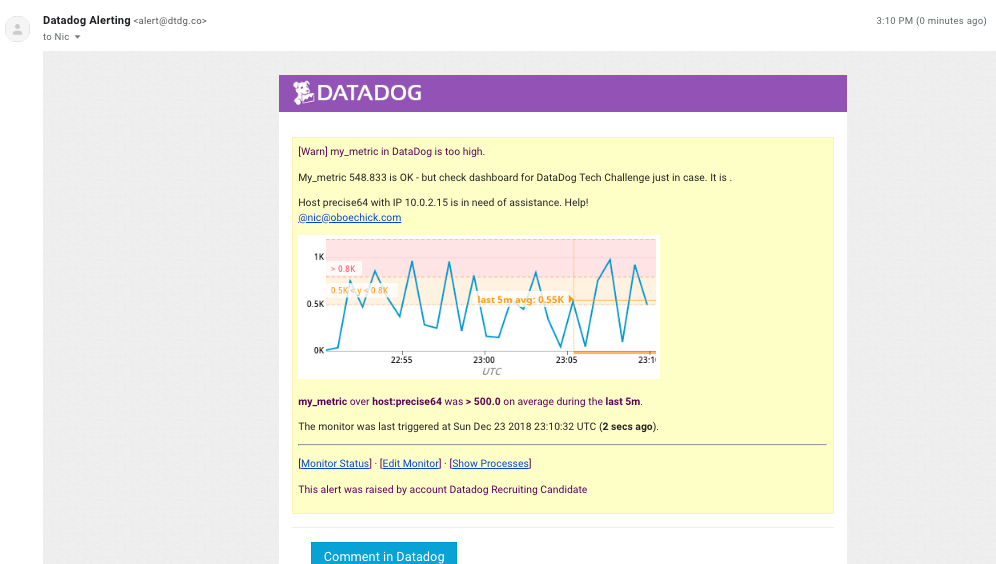 Datadog Alerting <alert@dtdg.co>
3:10 PM (0 minutes ago)
to Nic
DATADOG
[Warn] my_metric in DataDog is too high.
My_metric 548.833 is OK - but check dashboard for DataDog Tech Challenge just in case. It is .
Host precise64 with IP 10.0.2.15 is in need of assistance. Help!
@nic@oboechick.com
1K
> 0.8K
0.5K < y < 0.8K
last 5m avg: 0.55K
0.5K
0K
22:55 23:00 23:05 23:1
UTC
my_metric over host:precise64 was > 500.0 on average during the last 5m.
The monitor was last triggered at Sun Dec 23 2018 23:10:32 UTC (2 secs ago).
[Monitor Status] · [Edit Monitor] · [Show Processes]
This alert was raised by account Datadog Recruiting Candidate
Comment in Datadog